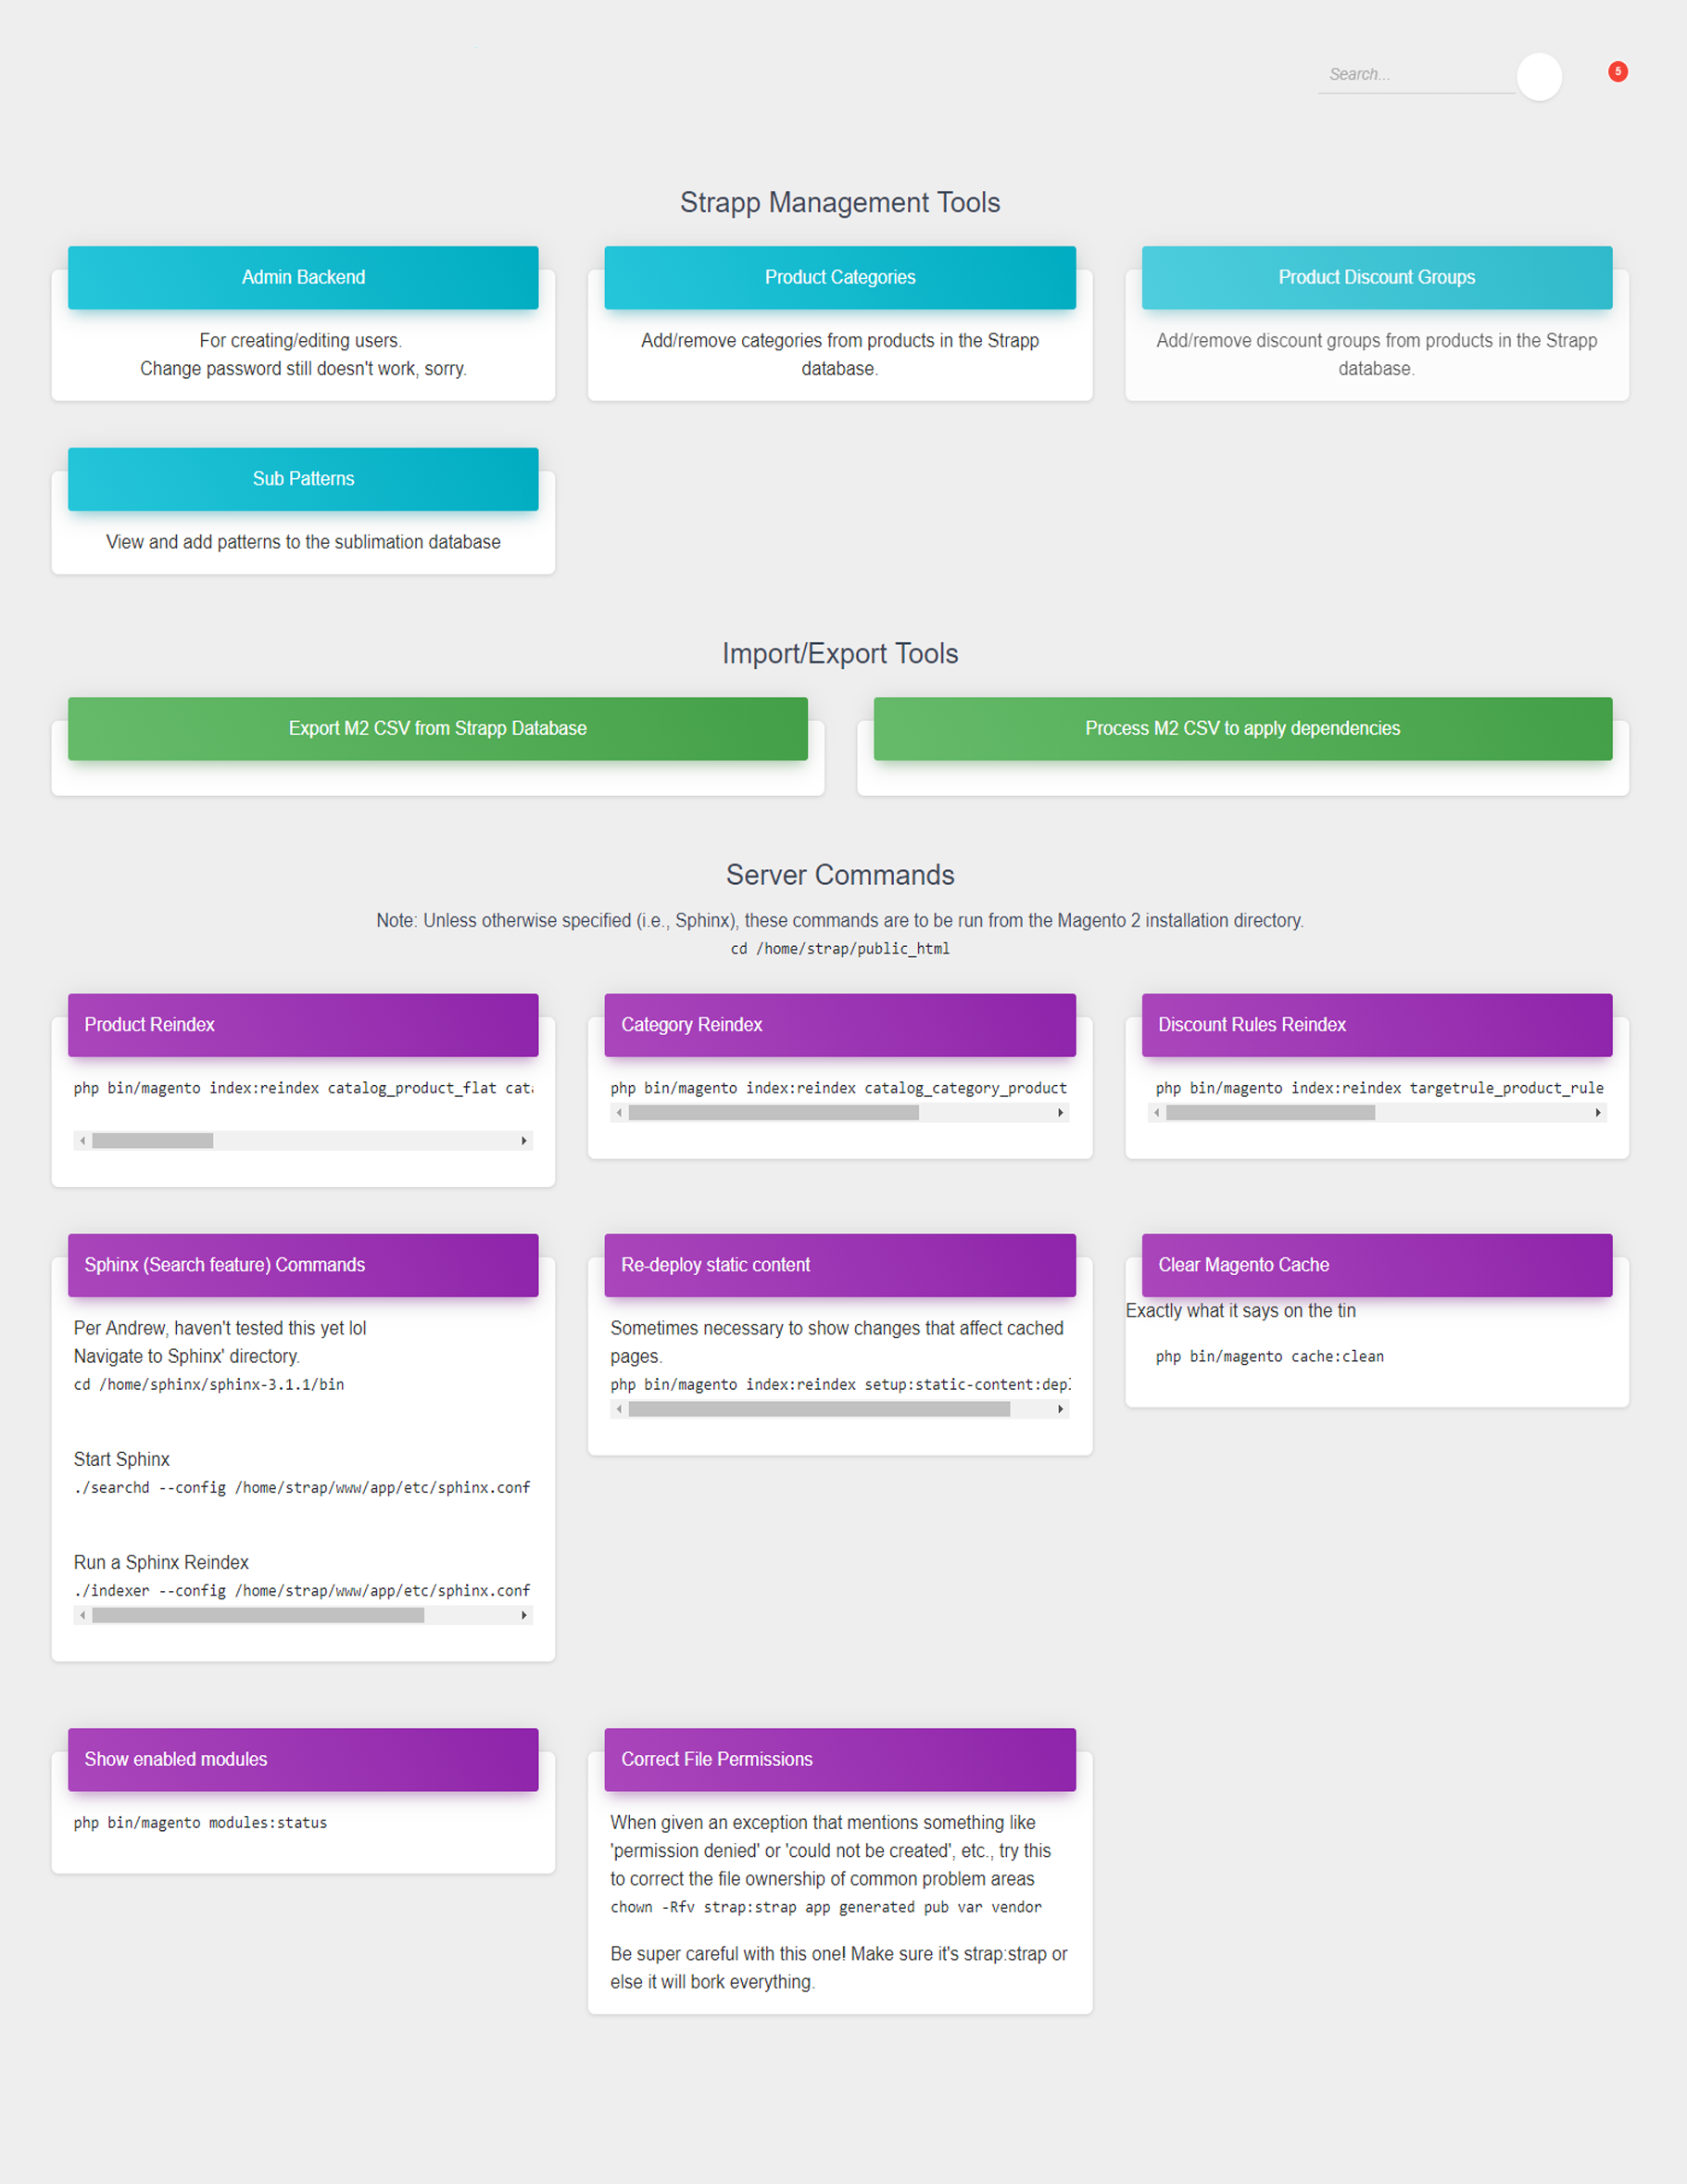 Search...
5
Strapp Management Tools
Admin Backend
For creating/editing users.
Change password still doesn't work, sorry.
Product Categories
Add/remove categories from products in the Strapp
database.
Product Discount Groups
Add/remove discount groups from products in the Strapp
database.
Sub Patterns
View and add patterns to the sublimation database
Import/Export Tools
Export M2 CSV from Strapp Database
Process M2 CSV to apply dependencies
Server Commands
Note: Unless otherwise specified (i.e., Sphinx), these commands are to be run from the Magento 2 installation directory.
cd /home/strap/public_html
Product Reindex
php bin/magento index:reindex catalog_product_flat cata
Category Reindex
php bin/magento index:reindex catalog_category_product
Discount Rules Reindex
php bin/magento index:reindex targetrule_product_rule
Sphinx (Search feature) Commands
Per Andrew, haven't tested this yet lol
Navigate to Sphinx' directory.
cd /home/sphinx/sphinx-3.1.1/bin
Start Sphinx
./searchd --config /home/strap/www/app/etc/sphinx.conf
Run a Sphinx Reindex
./indexer --config /home/strap/www/app/etc/sphinx.conf
Re-deploy static content
Sometimes necessary to show changes that affect cached
pages.
php bin/magento index:reindex setup:static-content:depl
Clear Magento Cache
Exactly what it says on the tin
php bin/magento cache:clean
Show enabled modules
php bin/magento modules:status
Correct File Permissions
When given an exception that mentions something like
'permission denied' or 'could not be created', etc., try this
to correct the file ownership of common problem areas
chown -Rfv strap:strap app generated pub var vendor
Be super careful with this one! Make sure it's strap:strap or
else it will bork everything.